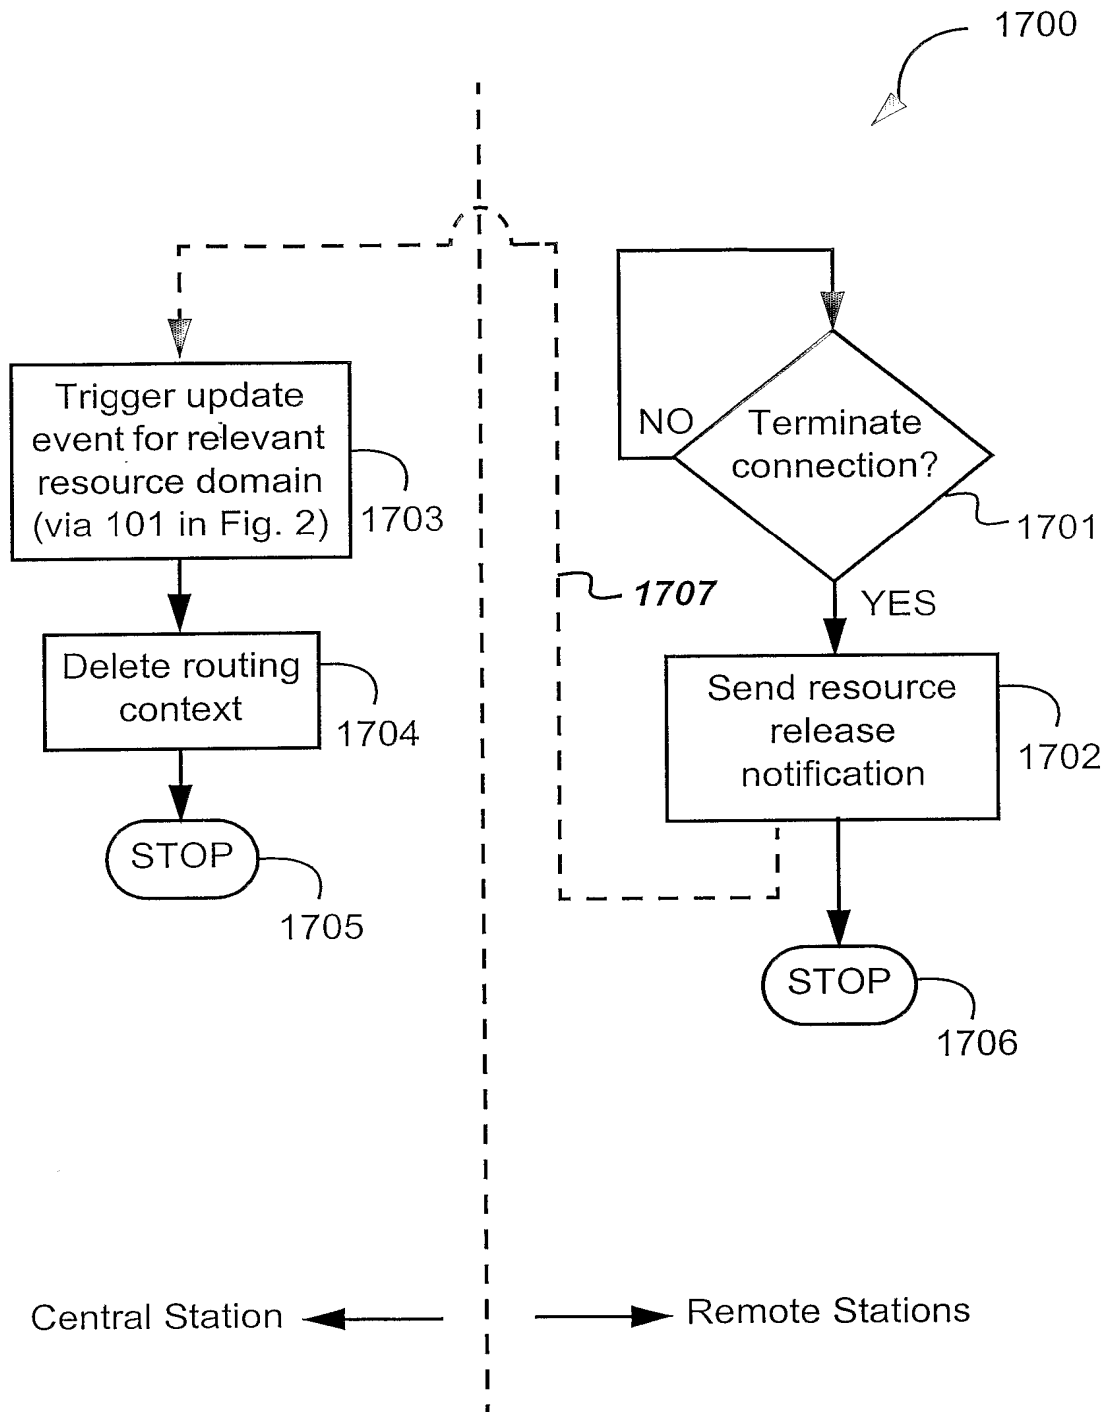 1700
Trigger update
event for relevant
resource domain
(via 101 in Fig. 2)
1703
Delete routing
context
1704
STOP
1705
NO
Terminate
connection?
1701
YES
1707
Send resource
release
notification
1702
STOP
1706
Central Station
Remote Stations